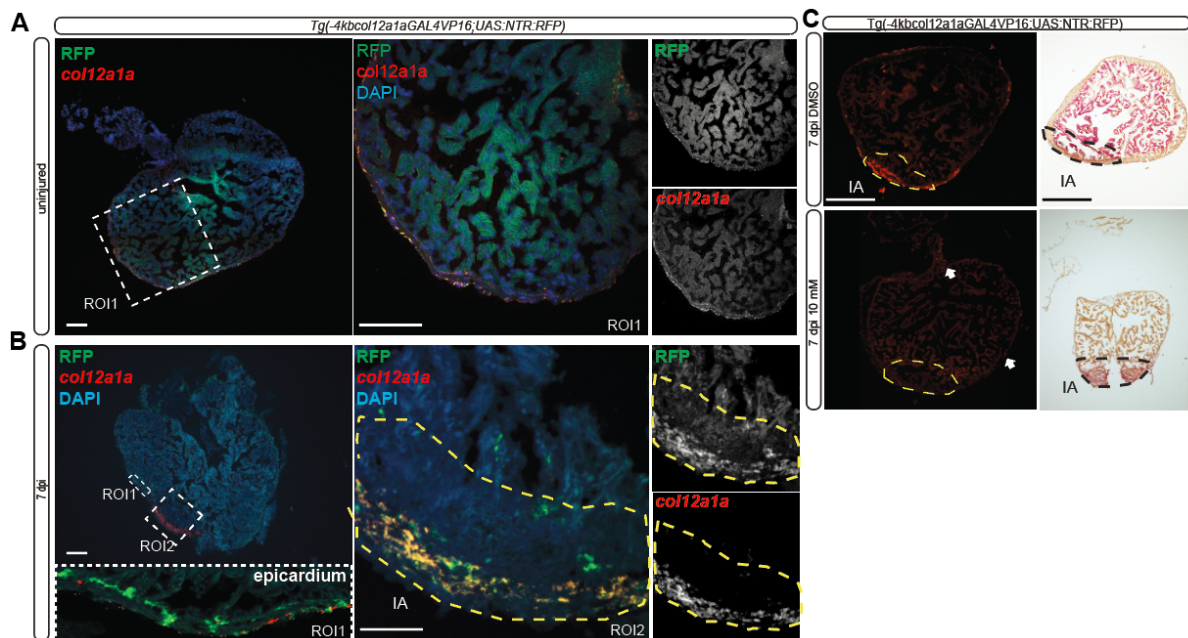 A
Tg(-4kbcol12a1aGAL4VP16;UAS:NTR:RFP)
uninjured
RFP
col12a1a
ROI1
RFP
col12a1a
DAPI
ROI1
RFP
col12a1a
B
7 dpi
RFP
col12a1a
DAPI
ROI1
ROI2
epicardium
ROI1
RFP
col12a1a
DAPI
IA
ROI2
RFP
col12a1a
C
Tg(-4kbcol12a1aGAL4VP16;UAS:NTR:RFP)
7 dpi DMSO
IA
IA
7 dpi 10 mM
IA